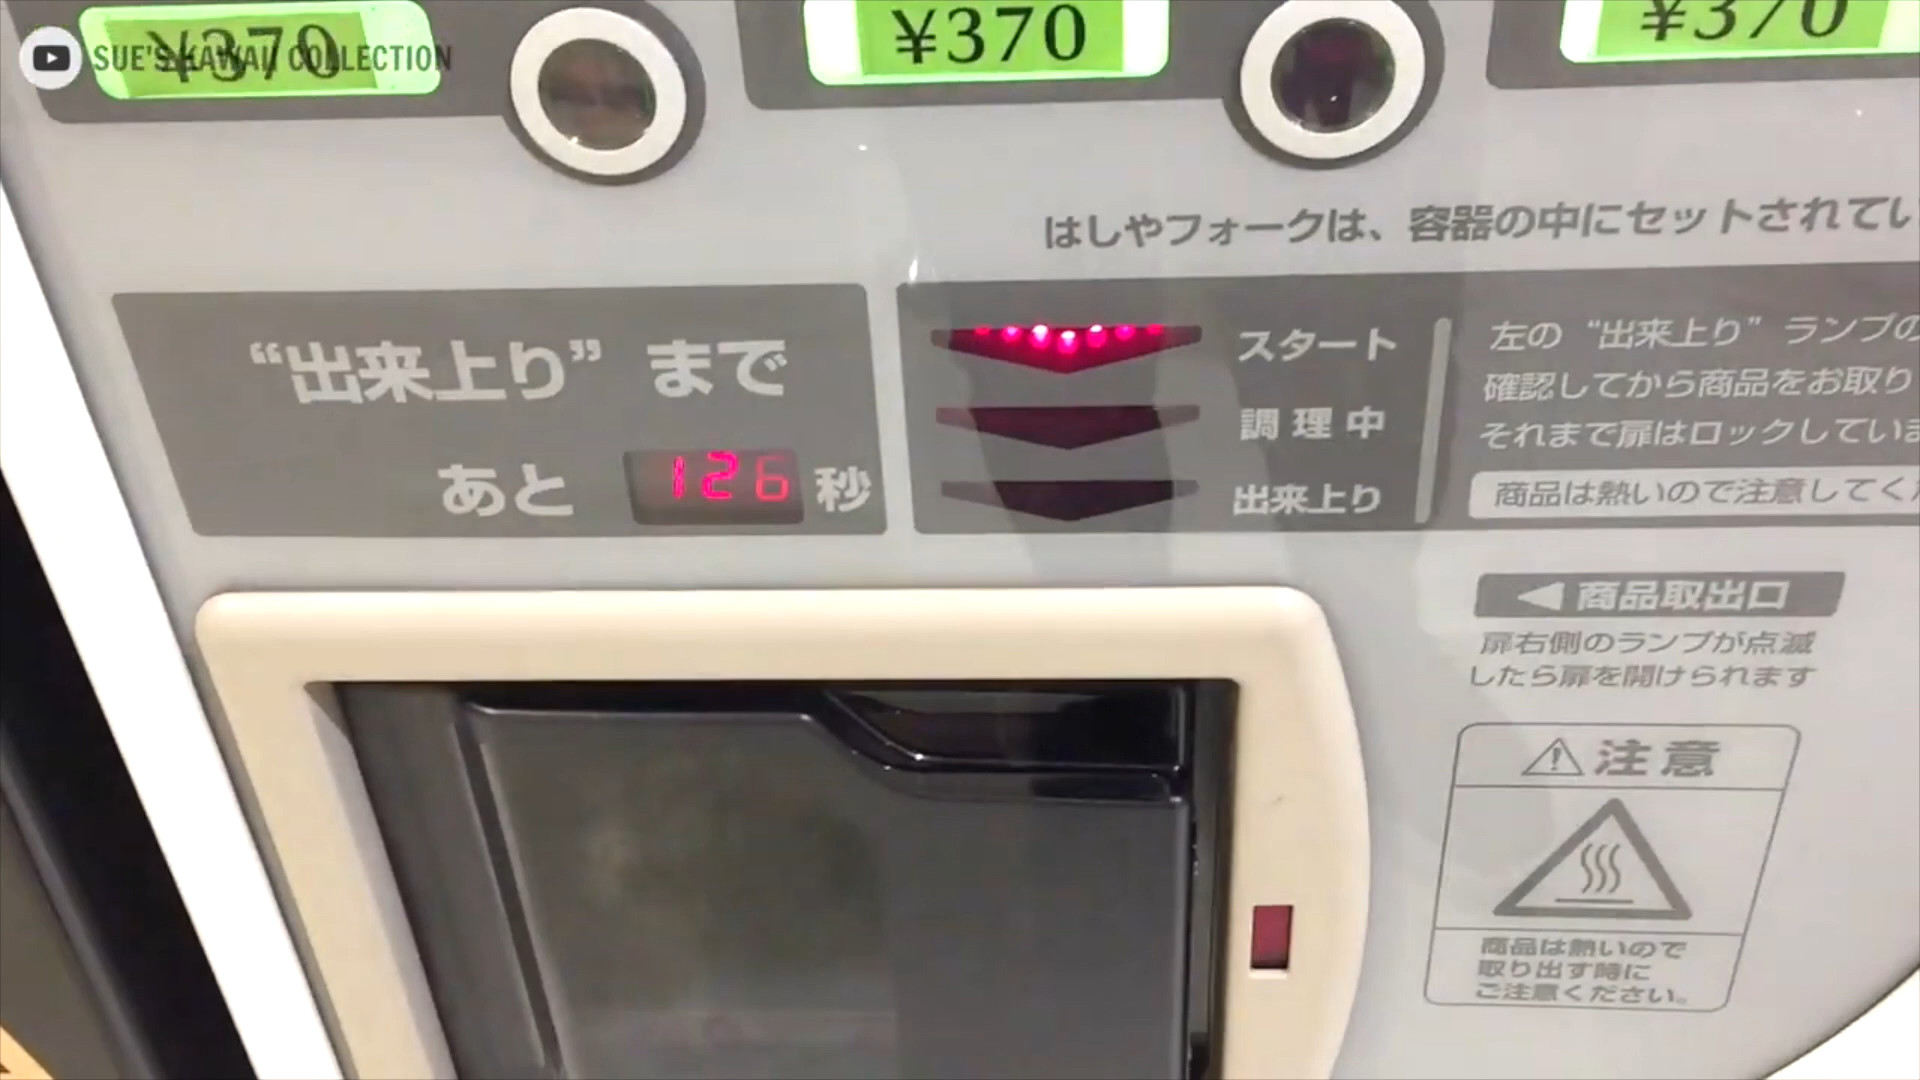 SUE'S KAWAII COLLECTION
¥370
¥370
¥370
はしやフォークは、容器の中にセットされてい
“出来上り” まで
あと 126 秒
スタート
調理中
出来上り
左の “出来上り” ランプの
確認してから商品をお取り
それまで扉はロックしていま
商品は熱いので注意してくだ
商品取出口
扉右側のランプが点滅
したら扉を開けられます
注意
商品は熱いので
取り出す時に
ご注意ください。